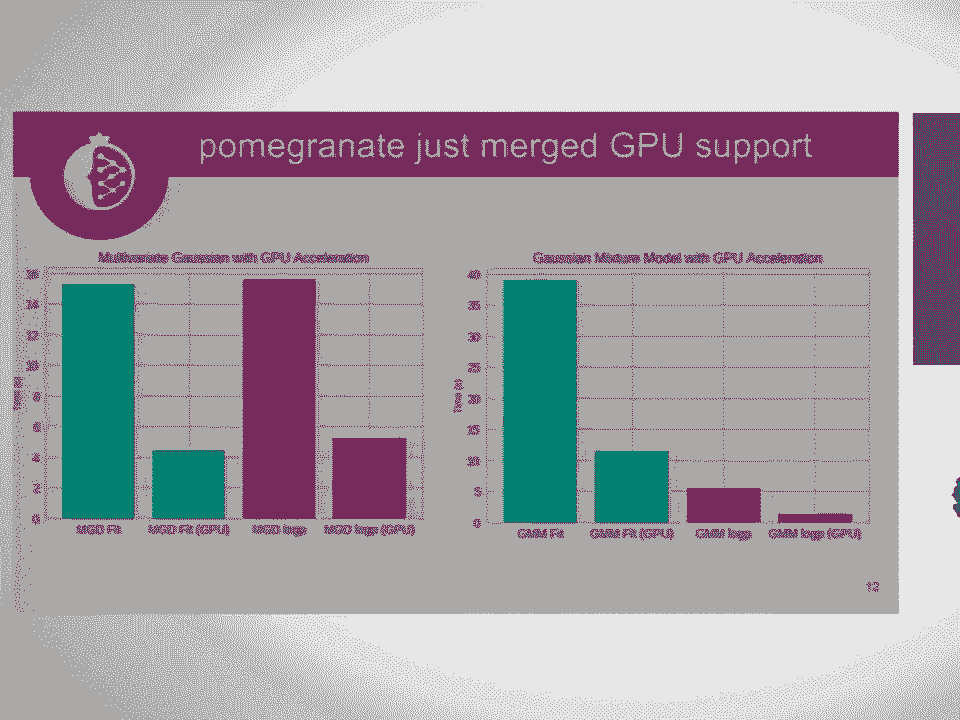 pomegranate just merged GPU support
Multivariate Gaussian with GPU Acceleration
16
14
12
10
8
6
4
2
0
Time (s)
MGD Fit
MGD Fit (GPU)
MGD logp
MGD logp (GPU)
Gaussian Mixture Model with GPU Acceleration
40
35
30
25
20
15
10
5
0
Time (s)
GMM Fit
GMM Fit (GPU)
GMM logp
GMM logp (GPU)
12